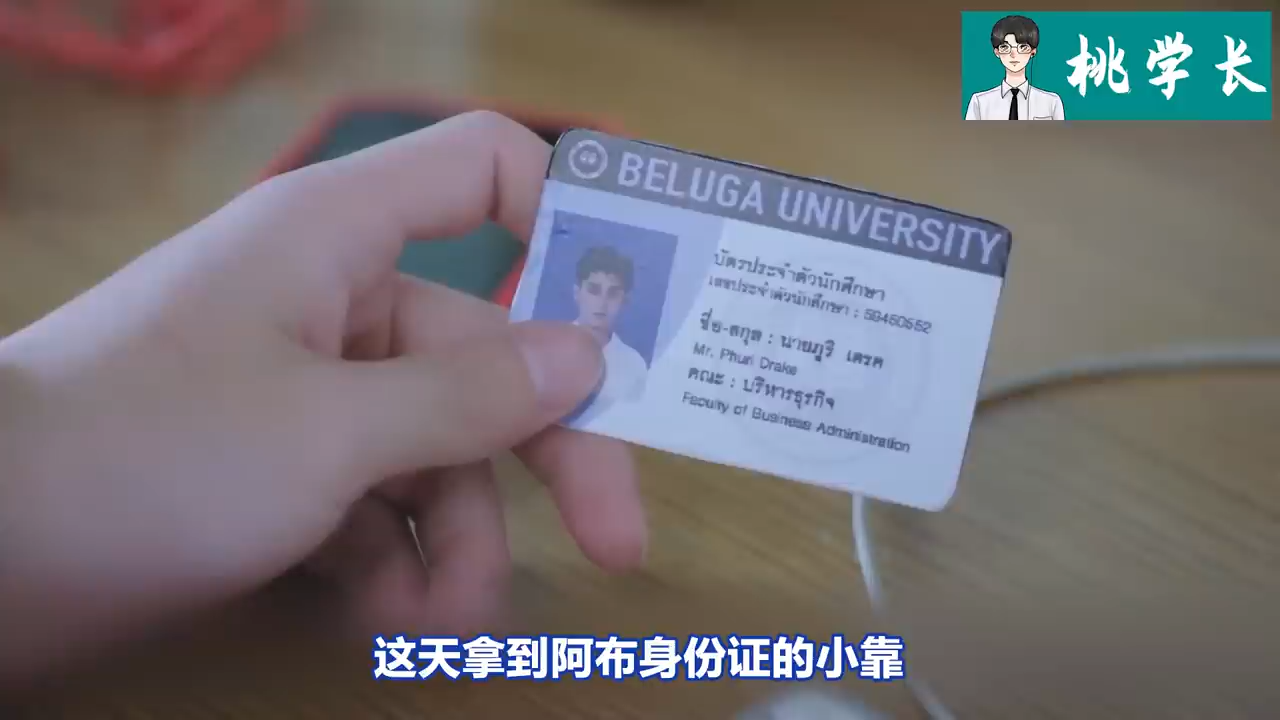 桃学长
BELUGA UNIVERSITY
บัตรประจำตัวนักศึกษา
เลขประจำตัวนักศึกษา : 59450552
ชื่อ-สกุล : นายภูริ เดรค
Mr. Phuri Drake
คณะ : บริหารธุรกิจ
Faculty of Business Administration
这天拿到阿布身份证的小靠